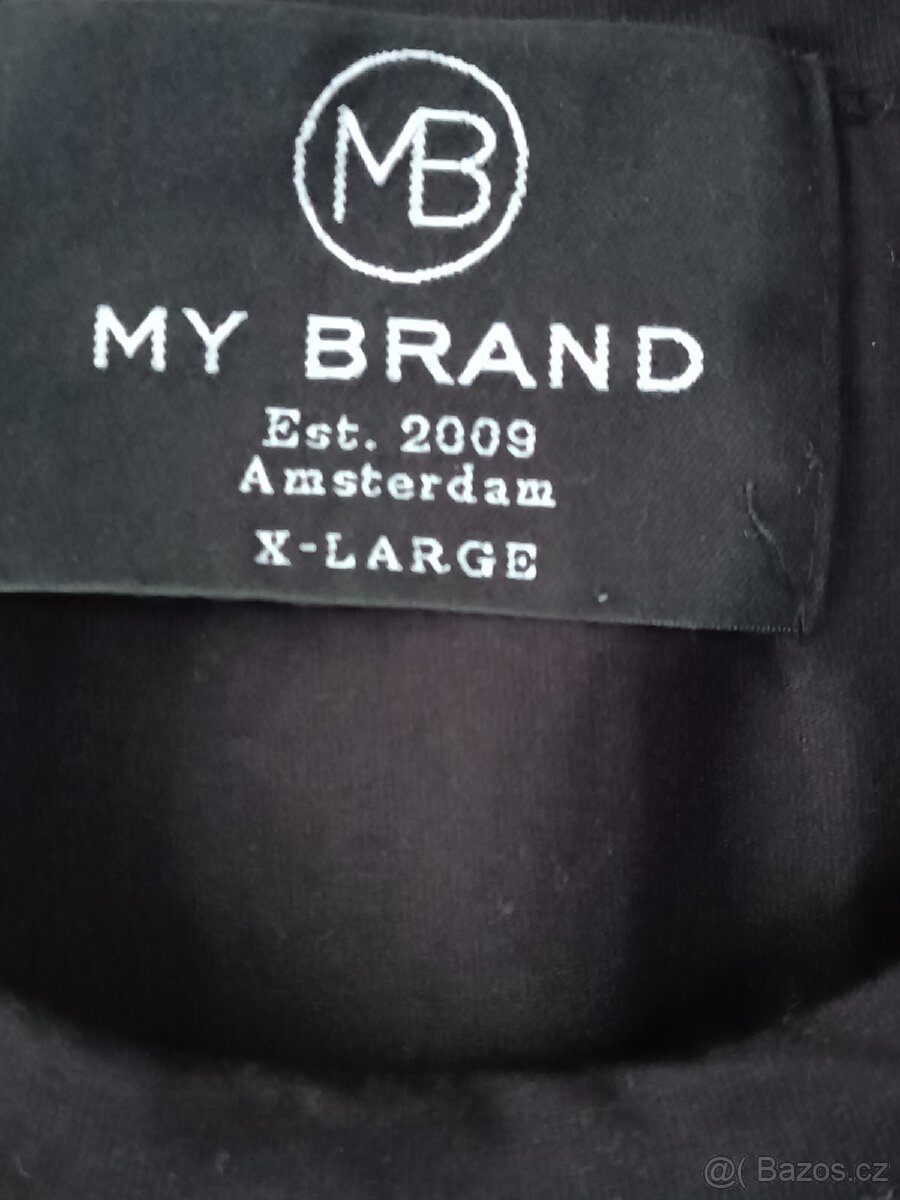 MB
MY BRAND
Est. 2009
Amsterdam
X-LARGE
@( Bazos.cz